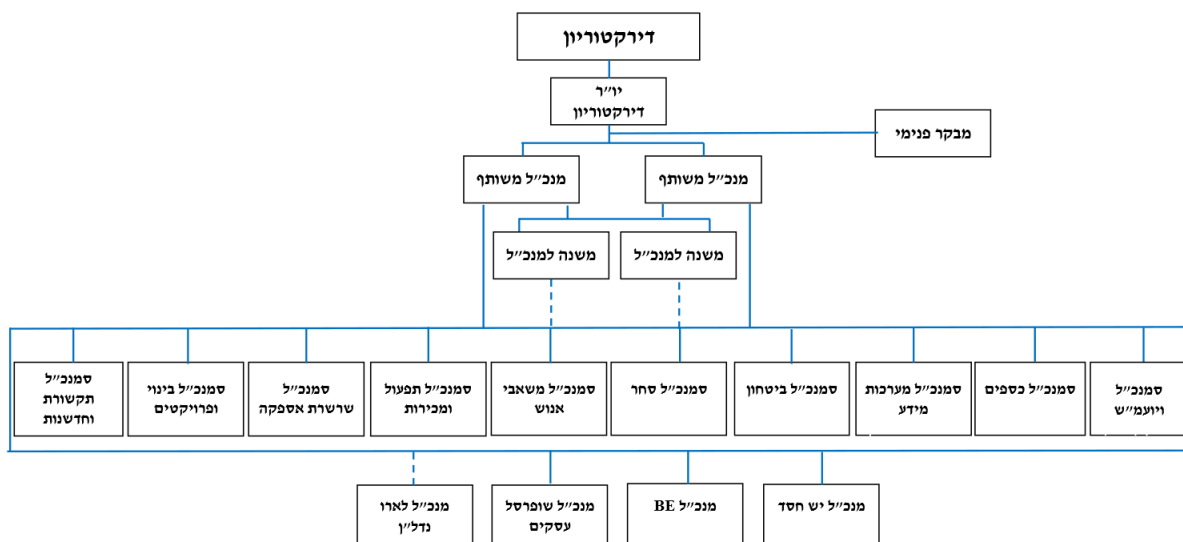 דירקטוריון
יו״ר
דירקטוריון
מבקר פנימי
מנכ״ל משותף
מנכ״ל משותף
משנה למנכ״ל
משנה למנכ״ל
סמנכ״ל
ויועמ״ש
סמנכ״ל כספים
סמנכ״ל מערכות
מידע
סמנכ״ל ביטחון
סמנכ״ל סחר
סמנכ״ל משאבי
אנוש
סמנכ״ל תפעול
ומכירות
סמנכ״ל
שרשרת אספקה
סמנכ״ל בינוי
ופרויקטים
סמנכ״ל
תקשורת
וחדשנות
מנכ״ל יש חסד
מנכ״ל BE
מנכ״ל שופרסל
עסקים
מנכ״ל לארו
נדל״ן